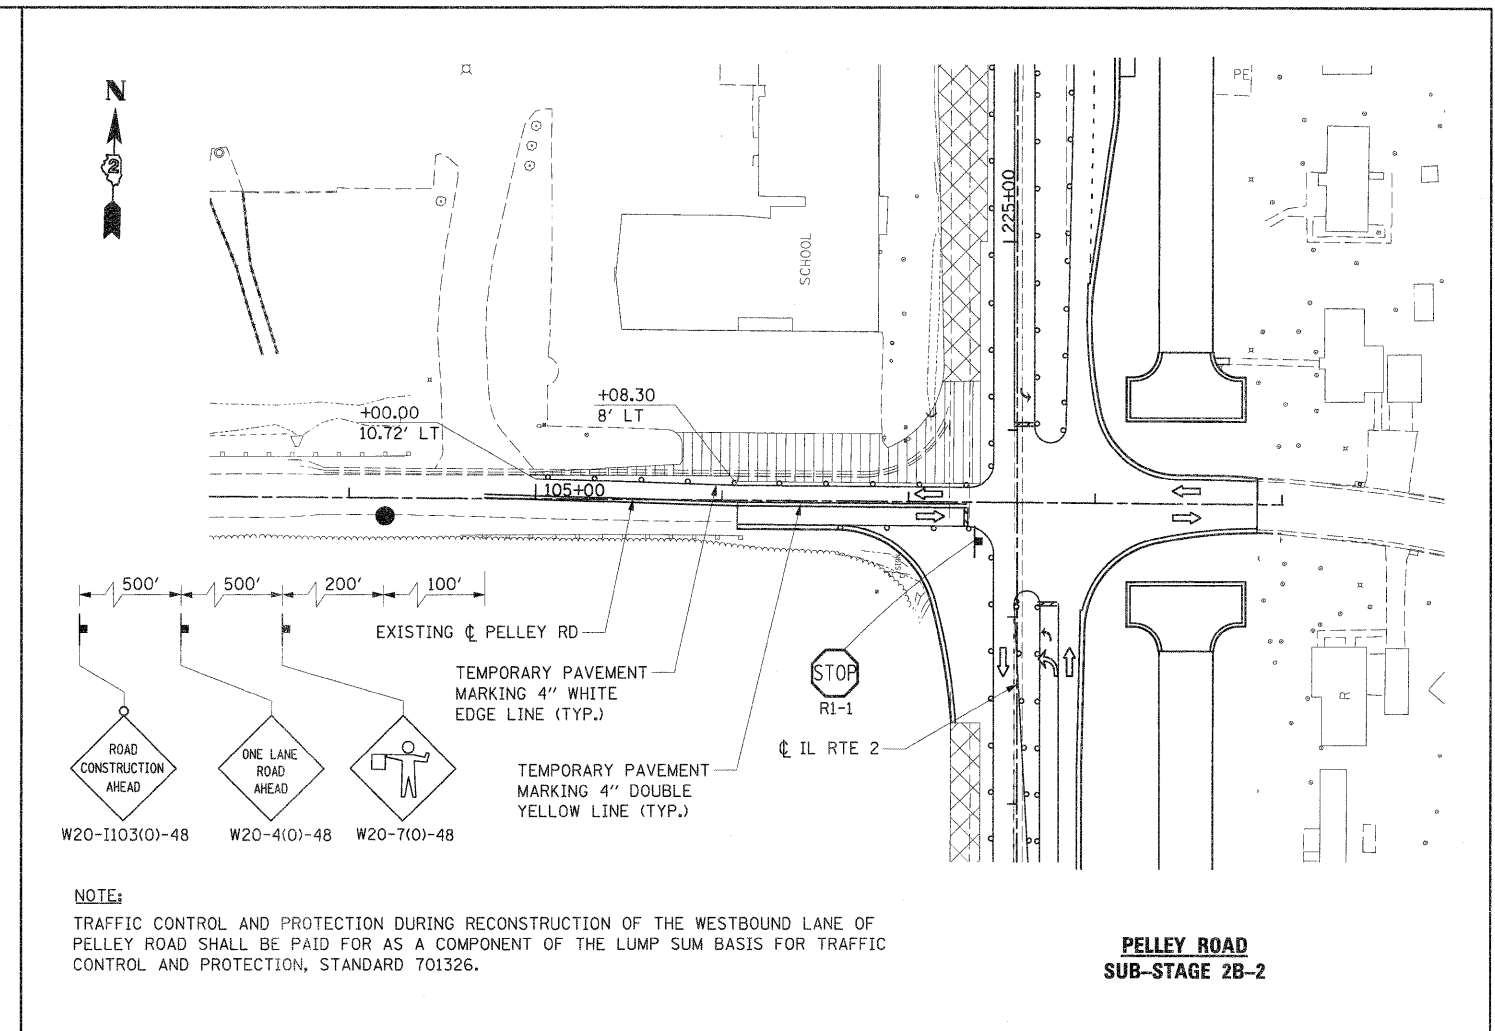 N
2
PE
225+00
SCHOOL
+08.30
8' LT
+00.00
10.72' LT
105+00
500'
500'
200'
100'
EXISTING ℄ PELLEY RD
TEMPORARY PAVEMENT
MARKING 4" WHITE
EDGE LINE (TYP.)
STOP
R1-1
R
℄ IL RTE 2
ROAD
CONSTRUCTION
AHEAD
ONE LANE
ROAD
AHEAD
TEMPORARY PAVEMENT
MARKING 4" DOUBLE
YELLOW LINE (TYP.)
W20-I103(O)-48
W20-4(O)-48
W20-7(O)-48
NOTE:
TRAFFIC CONTROL AND PROTECTION DURING RECONSTRUCTION OF THE WESTBOUND LANE OF
PELLEY ROAD SHALL BE PAID FOR AS A COMPONENT OF THE LUMP SUM BASIS FOR TRAFFIC
CONTROL AND PROTECTION, STANDARD 701326.
PELLEY ROAD
SUB-STAGE 2B-2